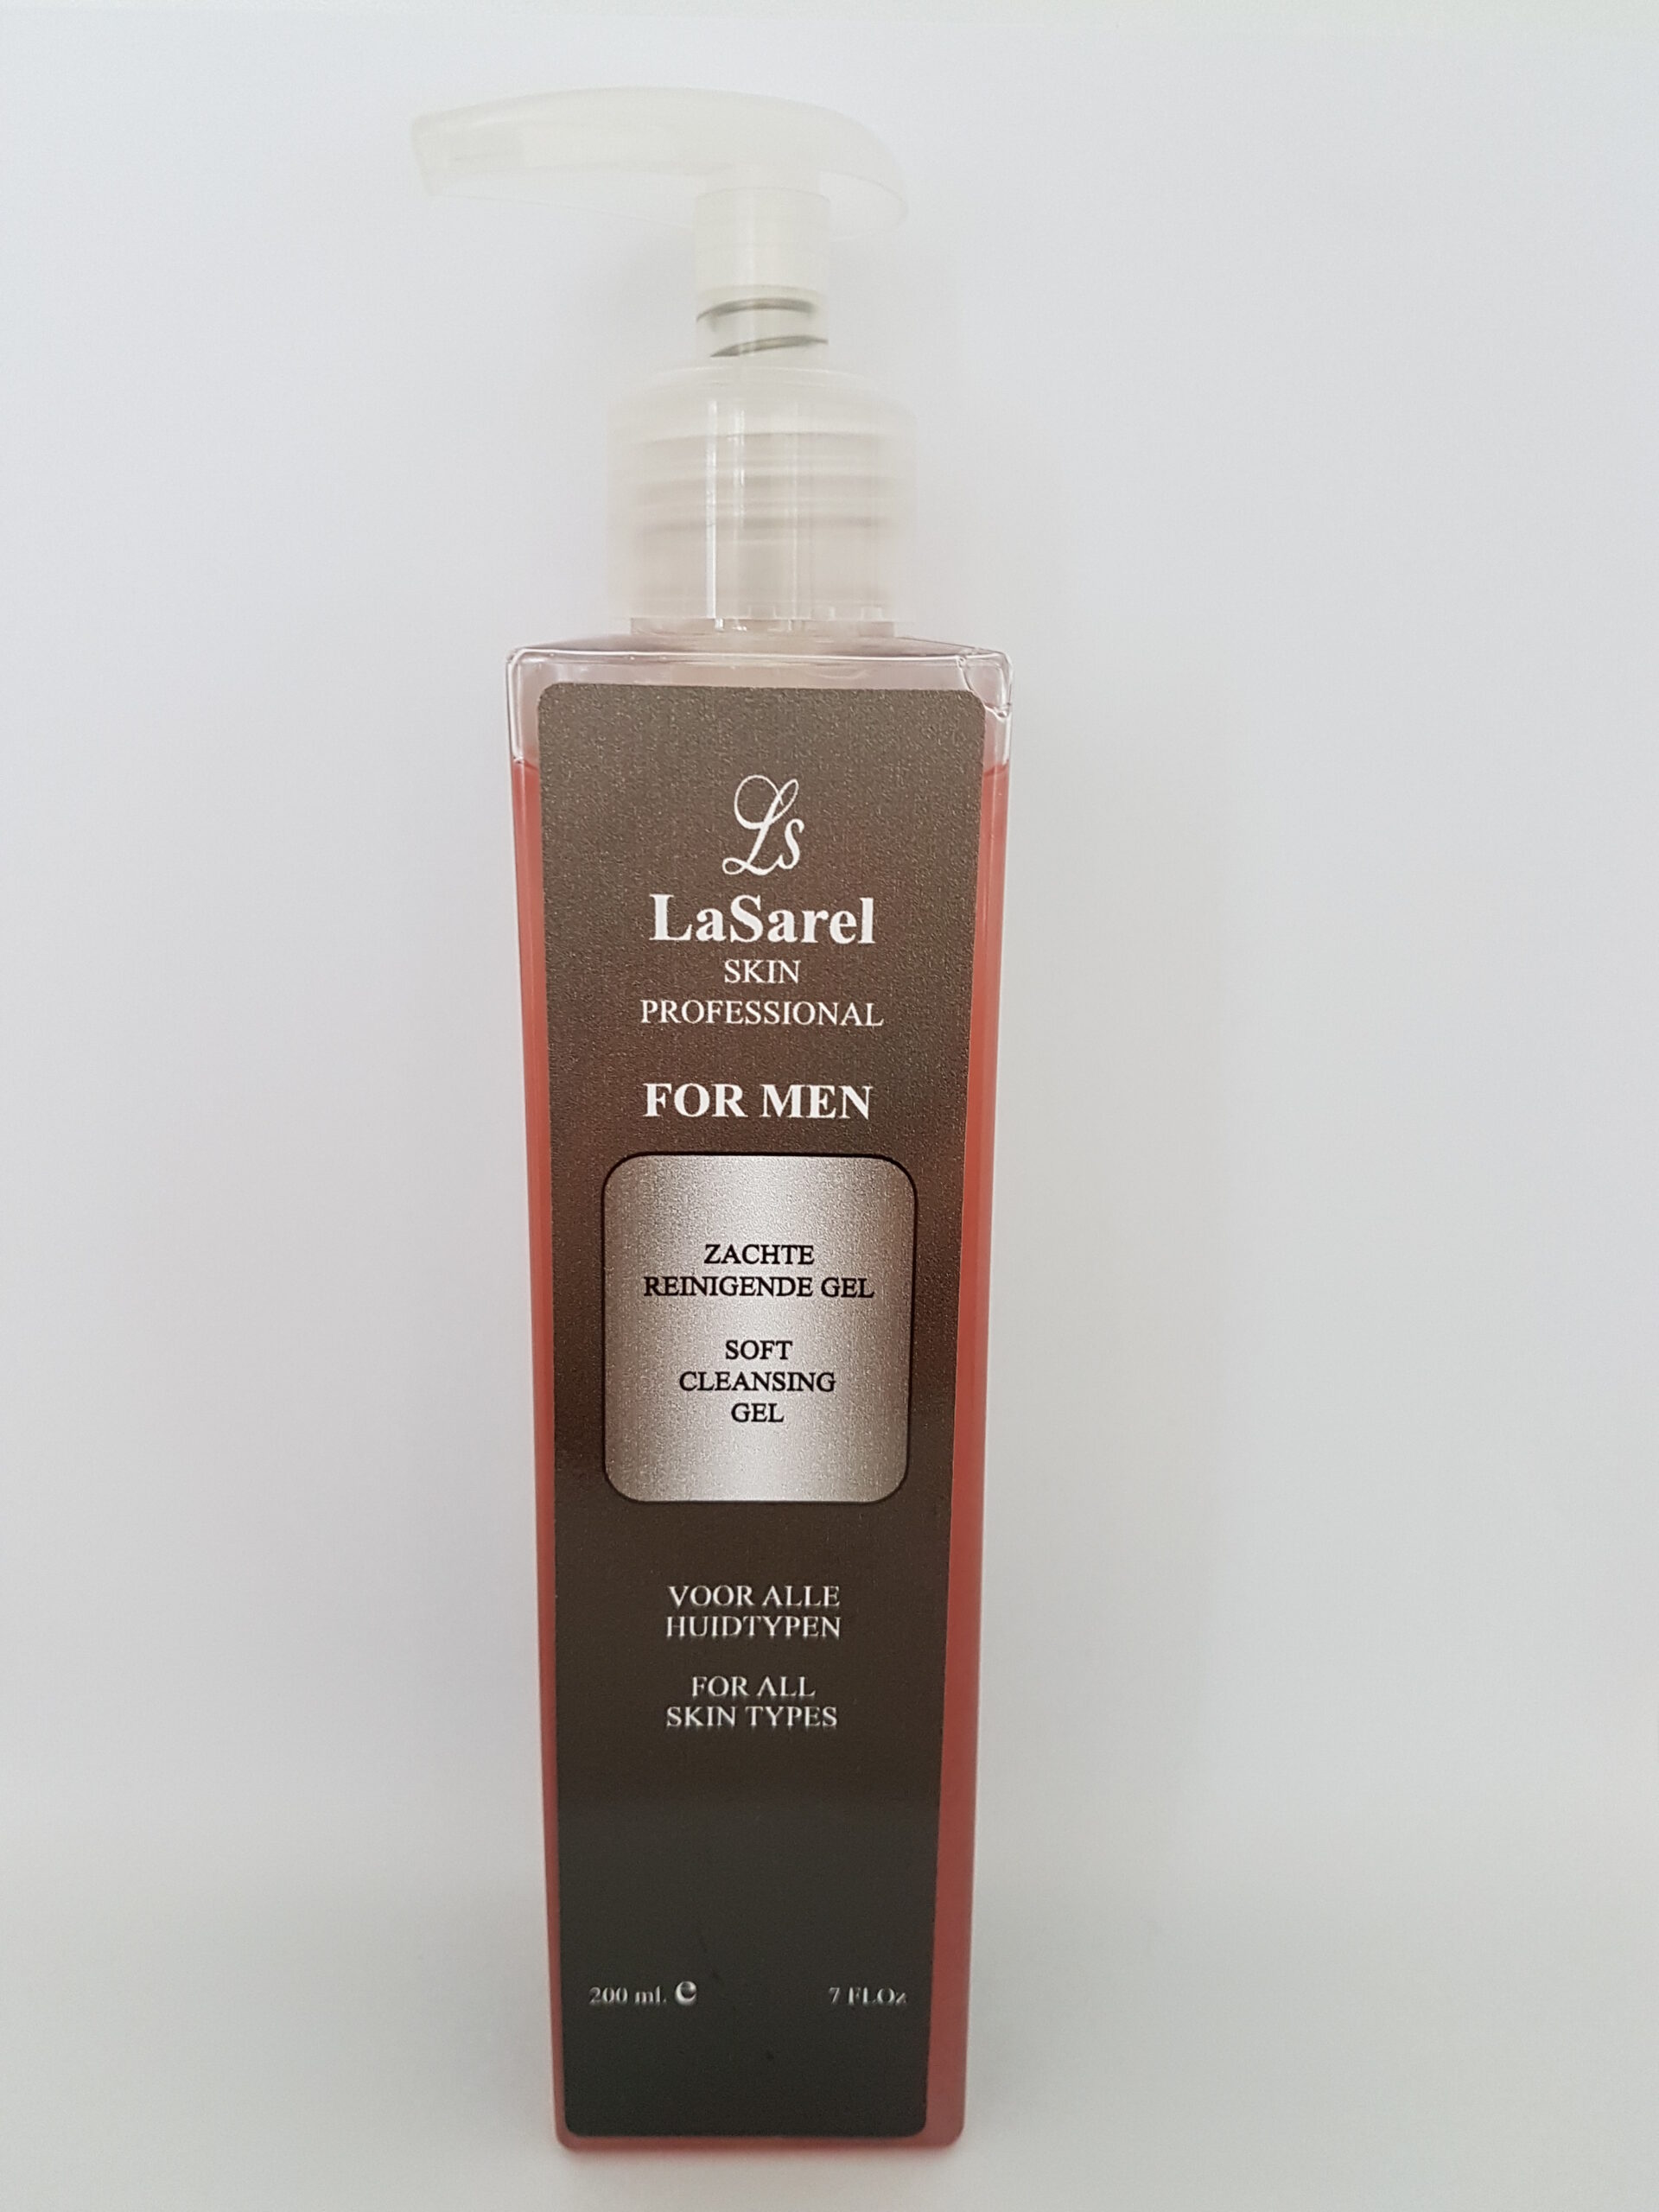 Ls
LaSarel
SKIN
PROFESSIONAL
FOR MEN
ZACHTE
REINIGENDE GEL
SOFT
CLEANSING
GEL
VOOR ALLE
HUIDTYPEN
FOR ALL
SKIN TYPES
200 ml. e 7 FLOz